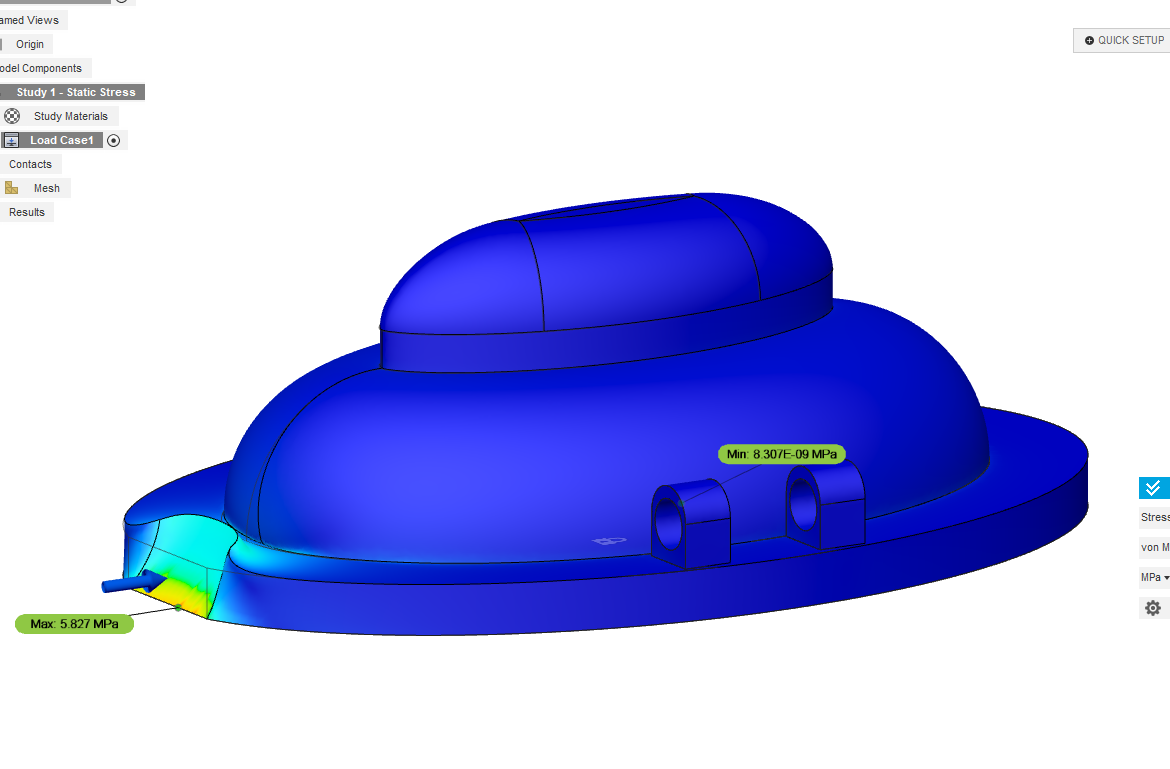 amed Views
Origin
odel Components
Study 1 - Static Stress
Study Materials
Load Case1
Contacts
Mesh
Results
QUICK SETUP
Min: 8.307E-09 MPa
Max: 5.827 MPa
Stress
von M
MPa